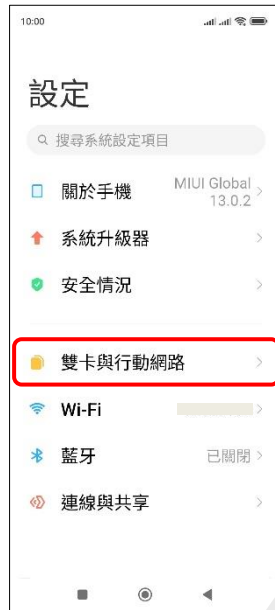 10:00
設定
搜尋系統設定項目
關於手機
MIUI Global
13.0.2
系統升級器
安全情況
雙卡與行動網路
Wi-Fi
藍牙
已關閉
連線與共享